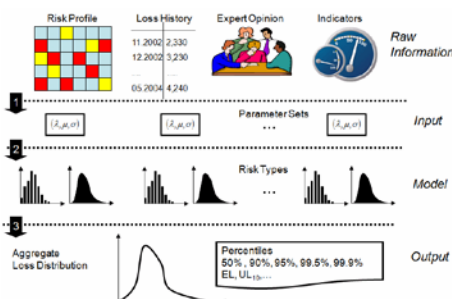 Risk Profile
Loss History
Expert Opinion
Indicators
Raw Information
11.2002 2,330
12.2002 3,230
....
05.2004 4,240
1
Parameter Sets
Input
(λ,μ,σ)
(λ,μ,σ)
...
(λ,μ,σ)
2
Risk Types
Model
...
3
Aggregate
Loss Distribution
Percentiles
50%, 90%, 95%, 99.5%, 99.9%
EL, UL
Output